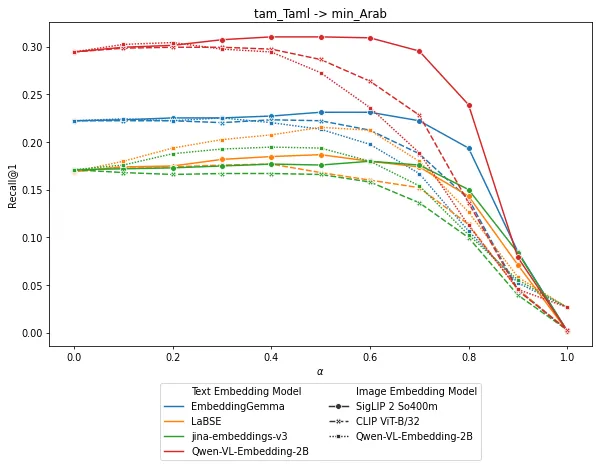 tam_Taml -> min_Arab
Recall@1
0.30
0.25
0.20
0.15
0.10
0.05
0.00
0.0
0.2
0.4
0.6
0.8
1.0
α
Text Embedding Model
EmbeddingGemma
LaBSE
jina-embeddings-v3
Qwen-VL-Embedding-2B
Image Embedding Model
SigLIP 2 So400m
CLIP ViT-B/32
Qwen-VL-Embedding-2B